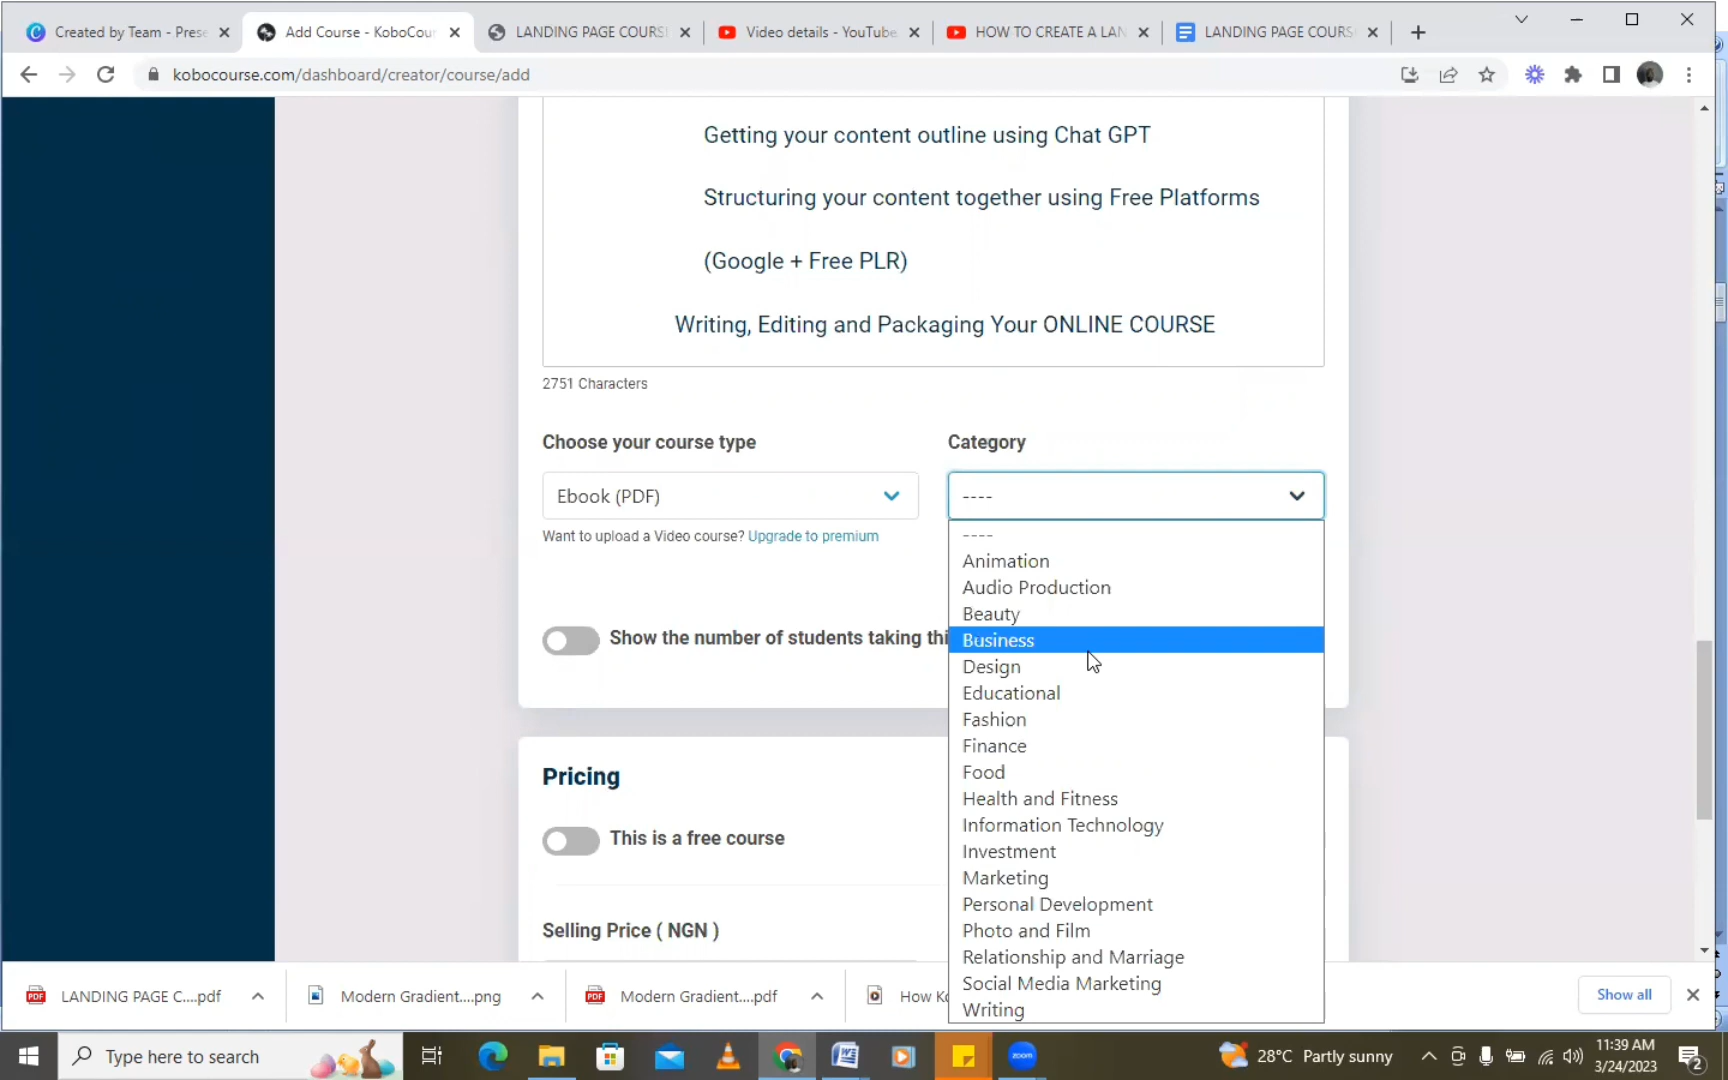 Created by Team - Prese
Add Course - KoboCour
LANDING PAGE COURS
Video details - YouTube
HOW TO CREATE A LAN
LANDING PAGE COURS
kobocourse.com/dashboard/creator/course/add
Getting your content outline using Chat GPT
Structuring your content together using Free Platforms
(Google + Free PLR)
Writing, Editing and Packaging Your ONLINE COURSE
2751 Characters
Choose your course type
Category
Ebook (PDF)
----
Want to upload a Video course? Upgrade to premium
----
Animation
Audio Production
Beauty
Show the number of students taking thi
Business
Design
Educational
Fashion
Finance
Food
Health and Fitness
Information Technology
Investment
Marketing
Personal Development
Photo and Film
Relationship and Marriage
Social Media Marketing
Writing
Pricing
This is a free course
Selling Price ( NGN )
PDF
LANDING PAGE C....pdf
Modern Gradient....png
PDF
Modern Gradient....pdf
How Ko
Show all
Type here to search
zoom
28°C Partly sunny
11:39 AM
3/24/2023
2